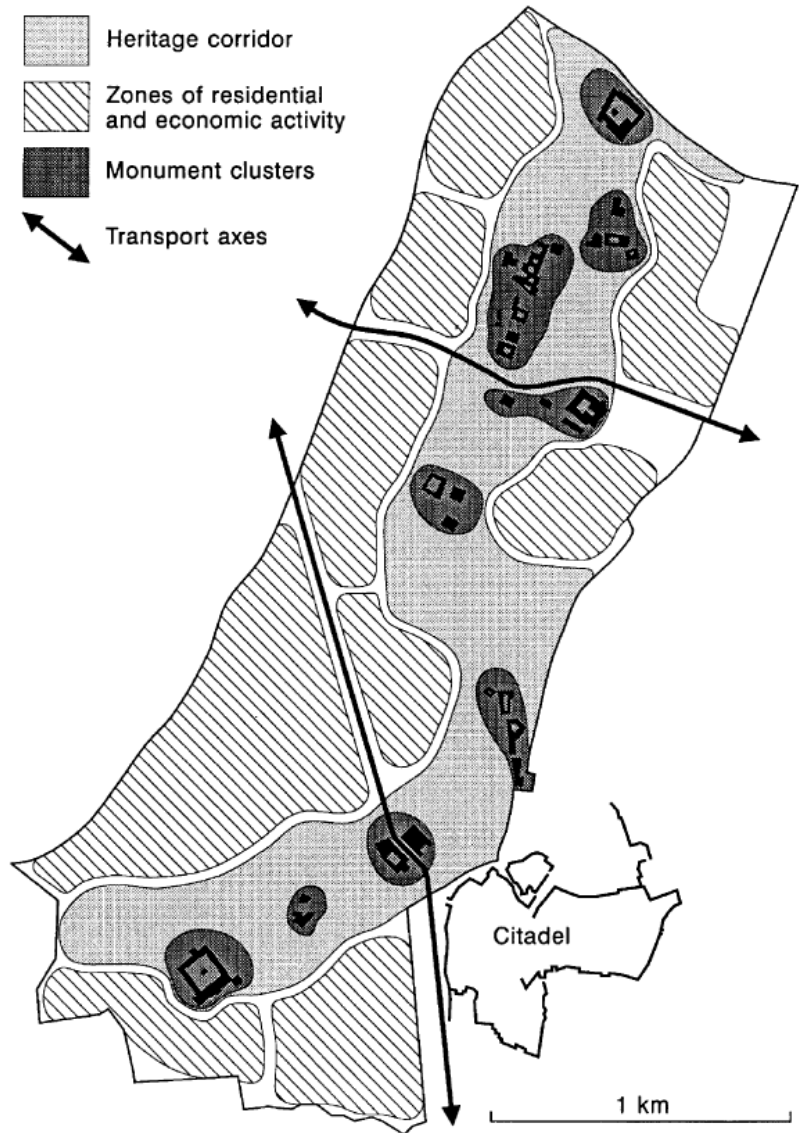 Heritage corridor
Zones of residential
and economic activity
Monument clusters
Transport axes
Citadel
1 km